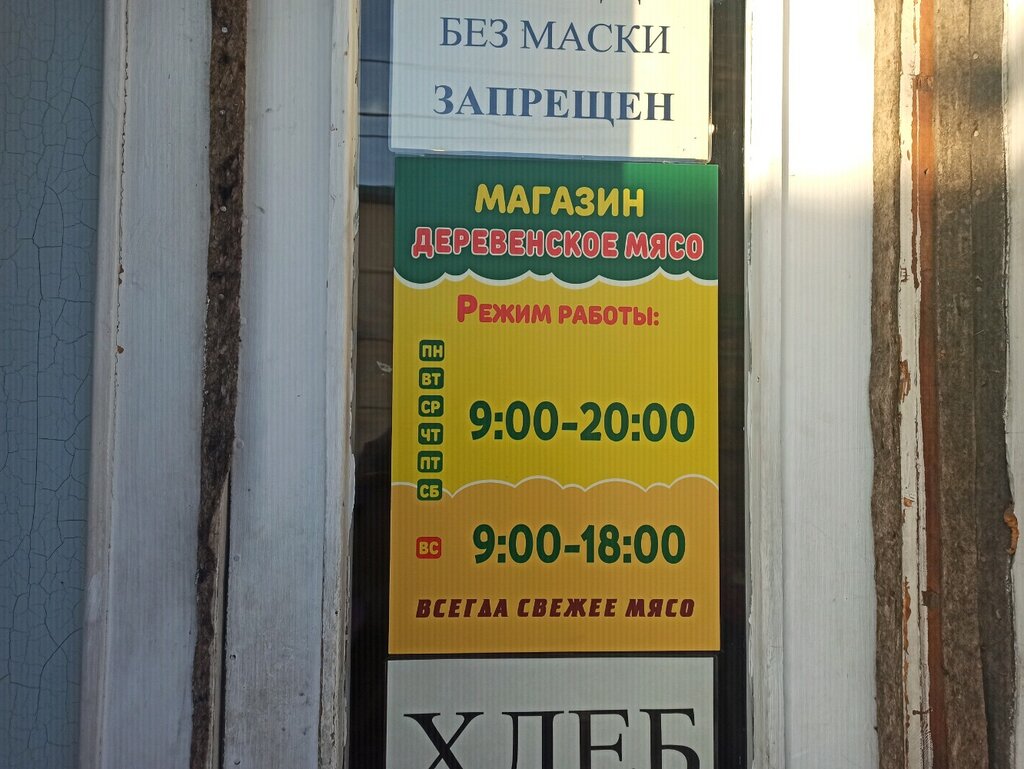 БЕЗ МАСКИ
ЗАПРЕЩЕН
МАГАЗИН
ДЕРЕВЕНСКОЕ МЯСО
РЕЖИМ РАБОТЫ:
ПН
ВТ
СР
ЧТ
ПТ
СБ
9:00-20:00
ВС 9:00-18:00
ВСЕГДА СВЕЖЕЕ МЯСО
ХЛЕБ